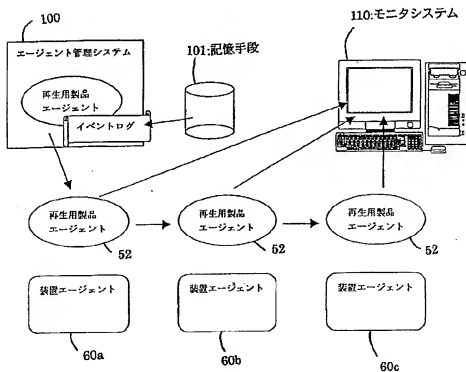 100
110:モニタシステム
エージェント管理システム
101:記憶手段
再生用製品
エージェント
イベントログ
再生用製品
エージェント
再生用製品
エージェント
再生用製品
エージェント
52
52
52
装置エージェント
装置エージェント
装置エージェント
60a
60b
60c